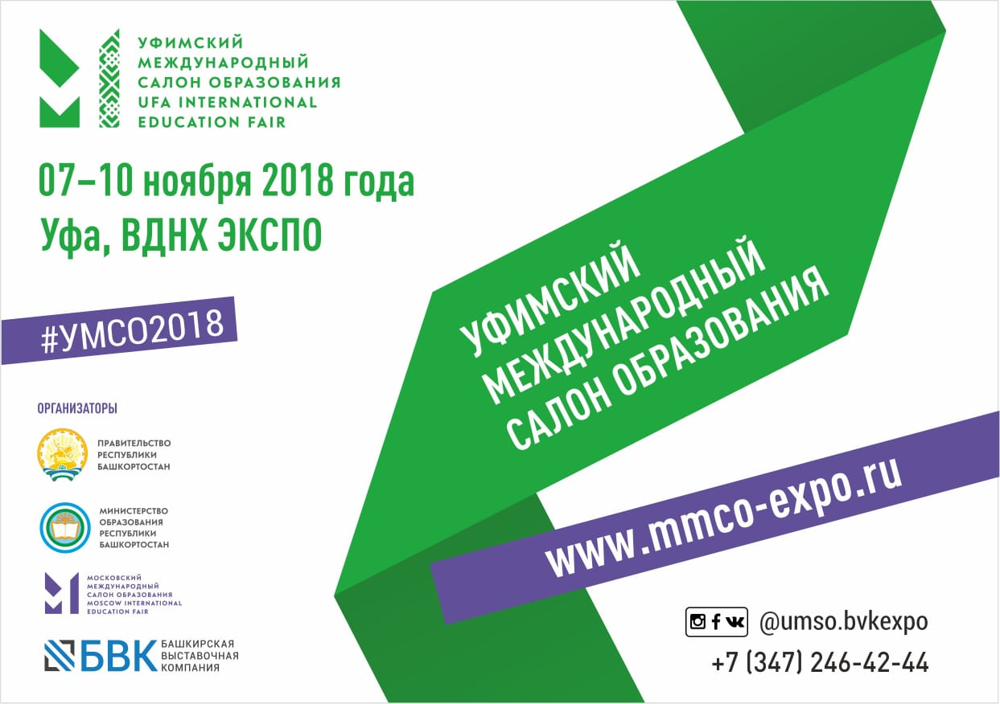 УФИМСКИЙ
МЕЖДУНАРОДНЫЙ
САЛОН ОБРАЗОВАНИЯ
UFA INTERNATIONAL
EDUCATION FAIR
07–10 ноября 2018 года
Уфа, ВДНХ ЭКСПО
#УМСО2018
УФИМСКИЙ
МЕЖДУНАРОДНЫЙ
САЛОН ОБРАЗОВАНИЯ
www.mmco-expo.ru
ОРГАНИЗАТОРЫ
ПРАВИТЕЛЬСТВО
РЕСПУБЛИКИ
БАШКОРТОСТАН
МИНИСТЕРСТВО
ОБРАЗОВАНИЯ
РЕСПУБЛИКИ
БАШКОРТОСТАН
МОСКОВСКИЙ
МЕЖДУНАРОДНЫЙ
САЛОН ОБРАЗОВАНИЯ
MOSCOW INTERNATIONAL
EDUCATION FAIR
БВК
БАШКИРСКАЯ
ВЫСТАВОЧНАЯ
КОМПАНИЯ
@umso.bvkexpo
+7 (347) 246-42-44